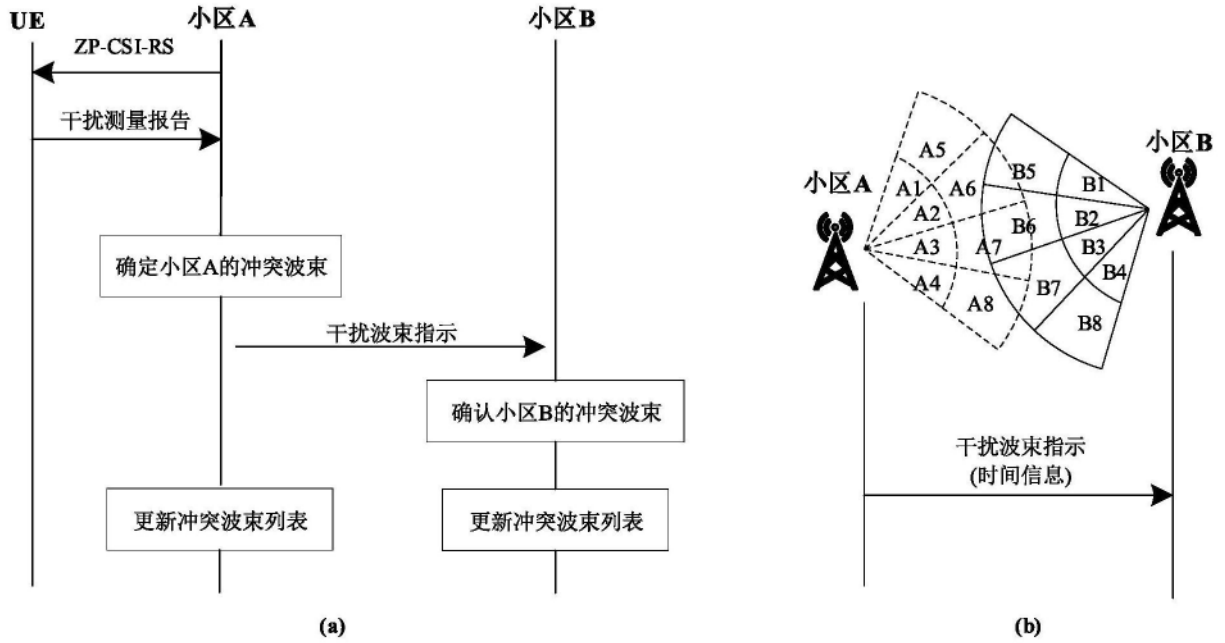 UE
小区A
小区B
ZP-CSI-RS
干扰测量报告
确定小区A的冲突波束
干扰波束指示
确认小区B的冲突波束
更新冲突波束列表
更新冲突波束列表
(a)
小区A
小区B
A5
A1
A6
A2
A3
A7
A4
A8
B5
B1
B2
B6
B3
B4
B7
B8
干扰波束指示
(时间信息)
(b)